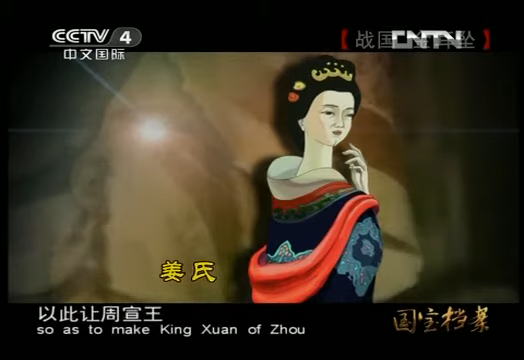 CCTV 4
中文国际
【战国 坠】
CNTV
姜氏
以此让周宣王
so as to make King Xuan of Zhou
国宝档案